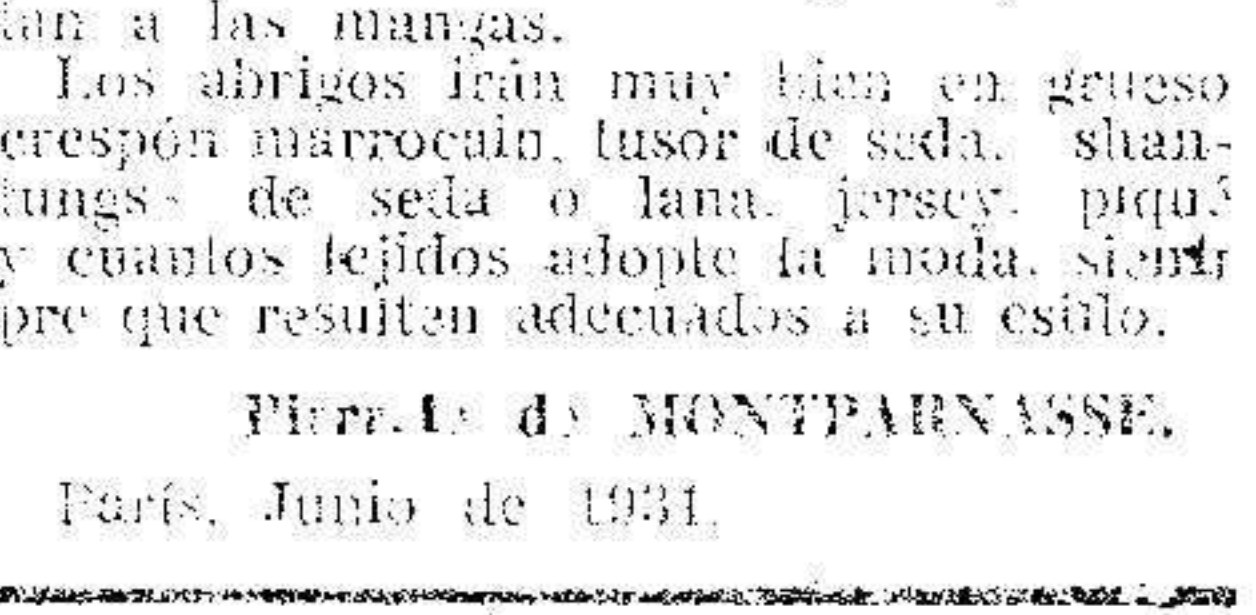 tan a las mangas.
Los abrigos irán muy bien en grueso
crespón marrocain, tusor de seda, shan-
tungs de seda o lana, jersey, piqué
y cuantos tejidos adopte la moda, siem-
pre que resulten adecuados a su estilo.
Pierrete de MONTPARNASSE.
París, Junio de 1931.